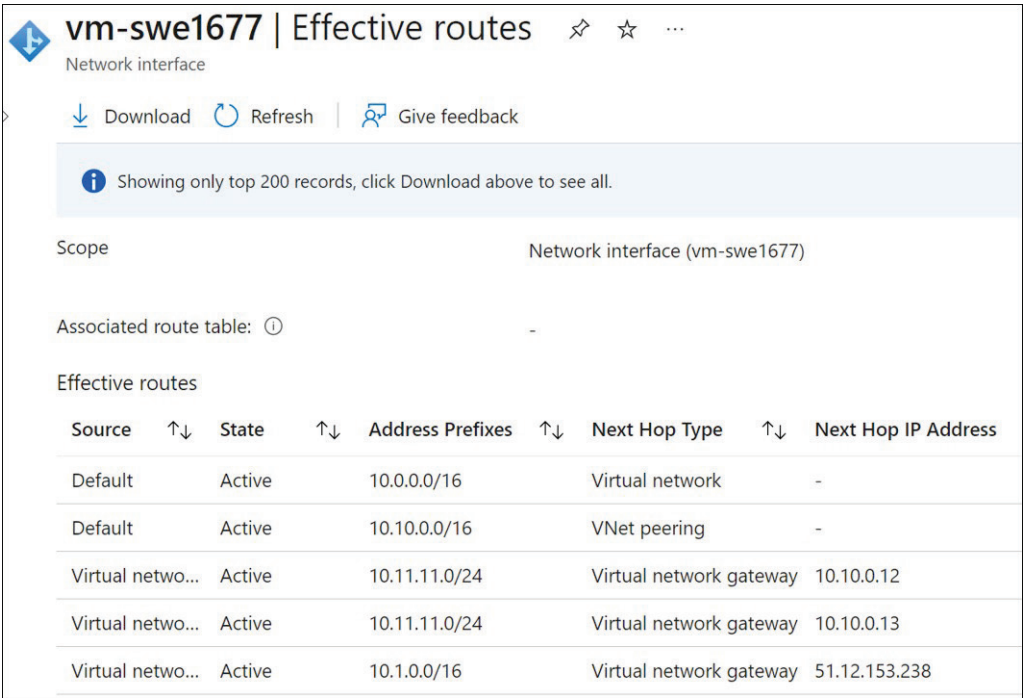 vm-swe1677 | Effective routes ...
Network interface
Download Refresh Give feedback
Showing only top 200 records, click Download above to see all.
Scope Network interface (vm-swe1677)
Associated route table: -
Effective routes
Source State Address Prefixes Next Hop Type Next Hop IP Address
Default Active 10.0.0.0/16 Virtual network -
Default Active 10.10.0.0/16 VNet peering -
Virtual netwo... Active 10.11.11.0/24 Virtual network gateway 10.10.0.12
Virtual netwo... Active 10.11.11.0/24 Virtual network gateway 10.10.0.13
Virtual netwo... Active 10.1.0.0/16 Virtual network gateway 51.12.153.238